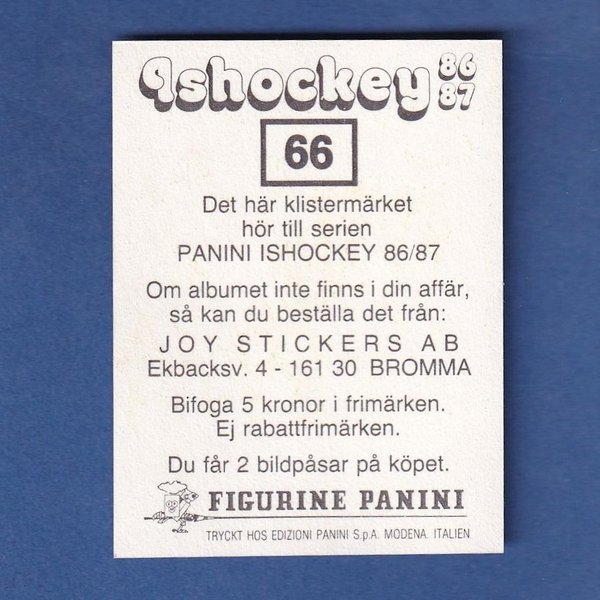 Ishockey 86
87
66
Det här klistermärket
hör till serien
PANINI ISHOCKEY 86/87
Om albumet inte finns i din affär,
så kan du beställa det från:
JOY STICKERS AB
Ekbacksv. 4 - 161 30 BROMMA
Bifoga 5 kronor i frimärken.
Ej rabattfrimärken.
Du får 2 bildpåsar på köpet.
FIGURINE PANINI
TRYCKT HOS EDIZIONI PANINI S.p.A. MODENA. ITALIEN